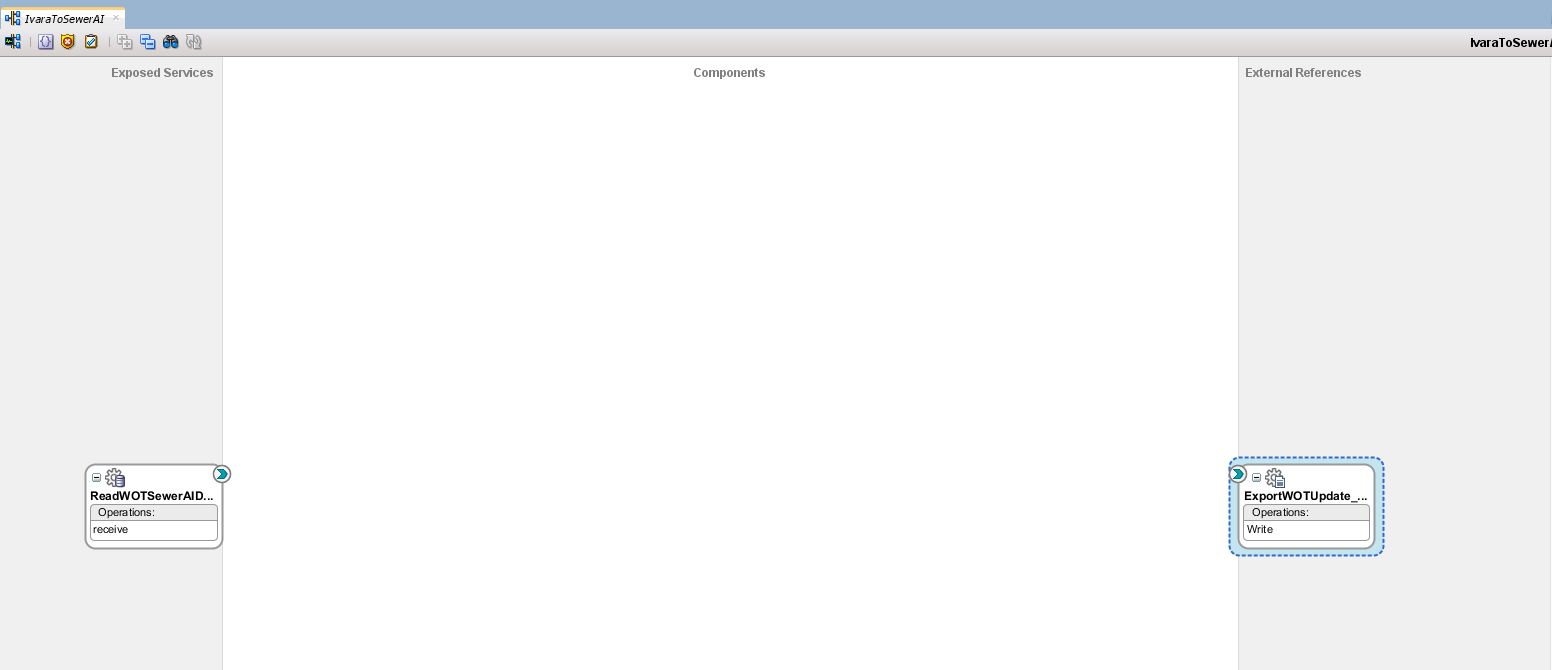 IvaraToSewerAI
IvaraToSewerA
Exposed Services
Components
External References
ReadWOTSewerAID...
Operations:
receive
ExportWOTUpdate_...
Operations:
Write